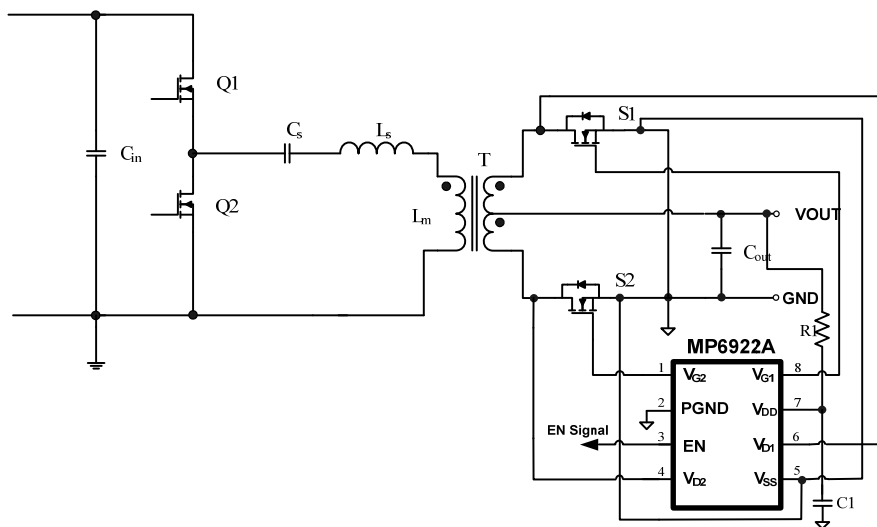 Q1
S1
Cs
Ls
T
Cin
Q2
Lm
VOUT
Cout
S2
GND
R1
MP6922A
1
VG2
VG1
8
2
PGND
VDD
7
EN Signal
3
EN
VD1
6
4
VD2
VSS
5
C1